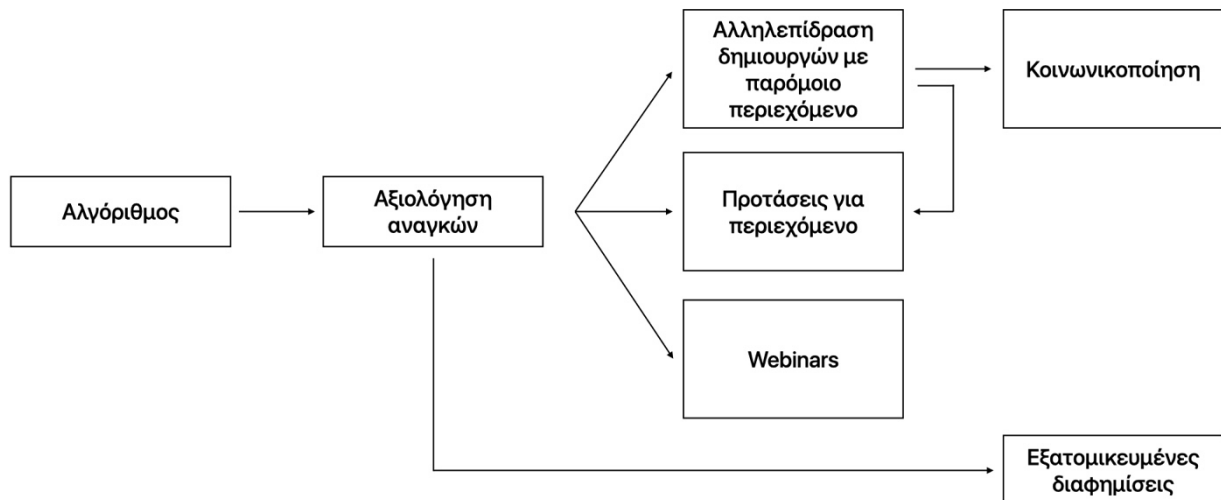 Αλληλεπίδραση
δημιουργών με
παρόμοιο
περιεχόμενο
Κοινωνικοποίηση
Αλγόριθμος
Αξιολόγηση
αναγκών
Προτάσεις για
περιεχόμενο
Webinars
Εξατομικευμένες
διαφημίσεις